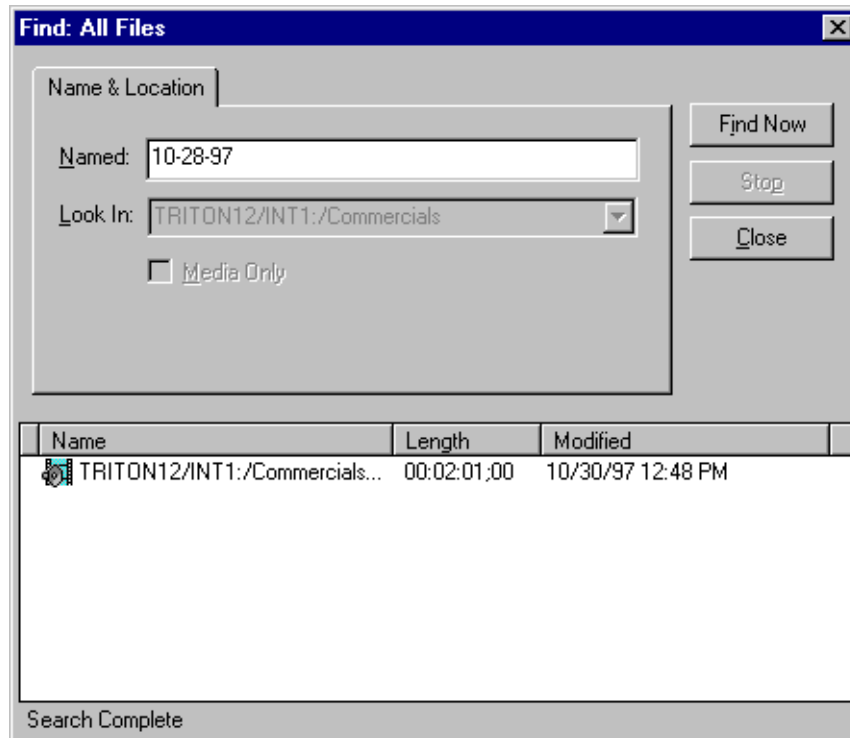 Find: All Files
Name & Location
Find Now
Named: 10-28-97
Stop
Look In: TRITON12/INT1:/Commercials
Close
Media Only
Name Length Modified
TRITON12/INT1:/Commercials... 00:02:01;00 10/30/97 12:48 PM
Search Complete